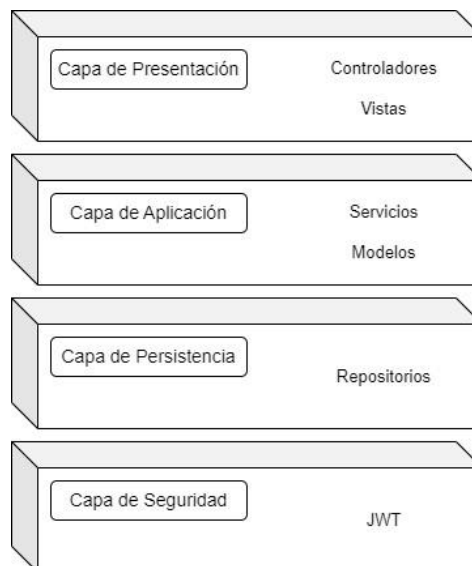 Capa de Presentación
Controladores
Vistas
Capa de Aplicación
Servicios
Modelos
Capa de Persistencia
Repositorios
Capa de Seguridad
JWT